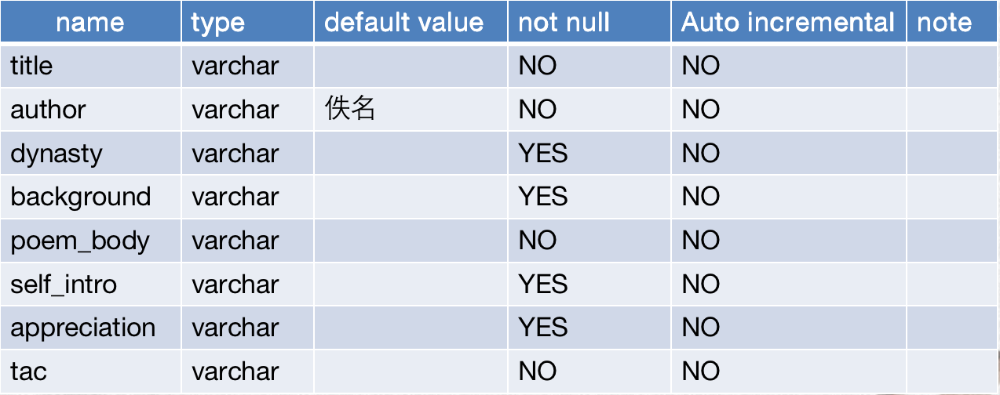 name type default value not null Auto incremental note
title varchar NO NO
author varchar 佚名 NO NO
dynasty varchar YES NO
background varchar YES NO
poem_body varchar NO NO
self_intro varchar YES NO
appreciation varchar YES NO
tac varchar NO NO